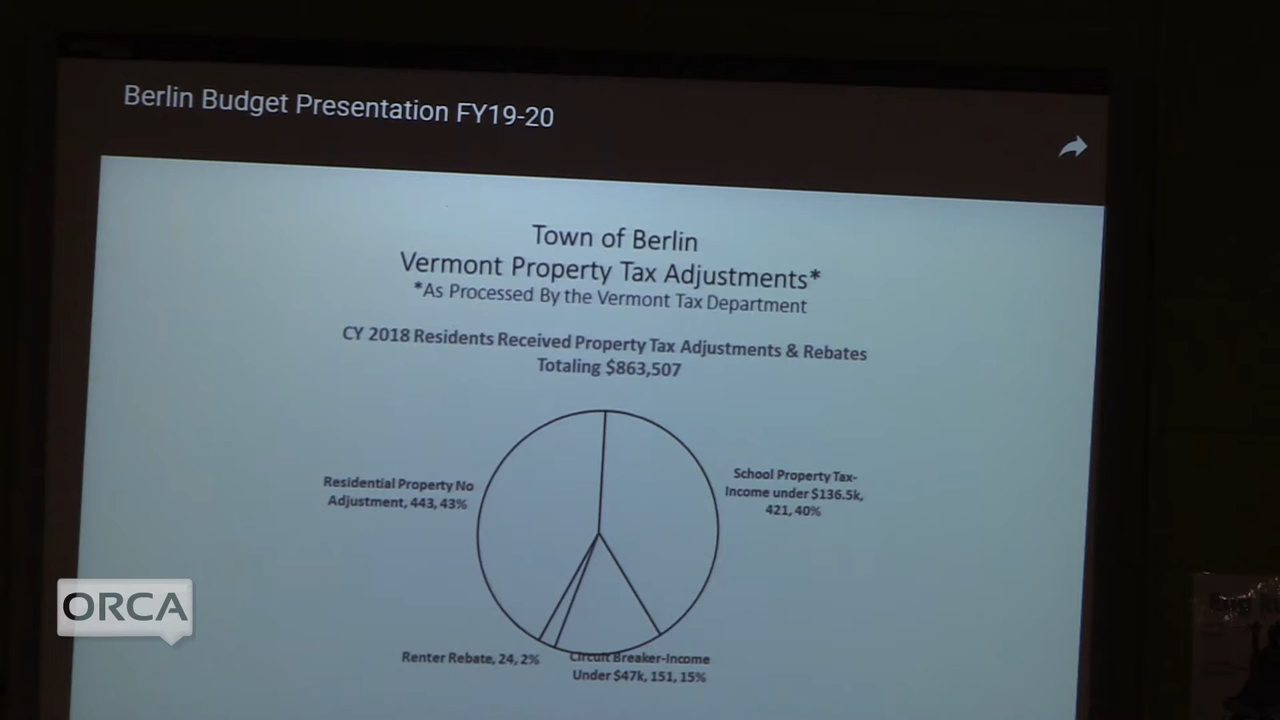 Berlin Budget Presentation FY19-20
Town of Berlin
Vermont Property Tax Adjustments*
*As Processed By the Vermont Tax Department
CY 2018 Residents Received Property Tax Adjustments & Rebates
Totaling $863,507
Residential Property No
Adjustment, 443, 43%
School Property Tax-
Income under $136.5k,
421, 40%
Renter Rebate, 24, 2%
Circuit Breaker-Income
Under $47k, 151, 15%
ORCA